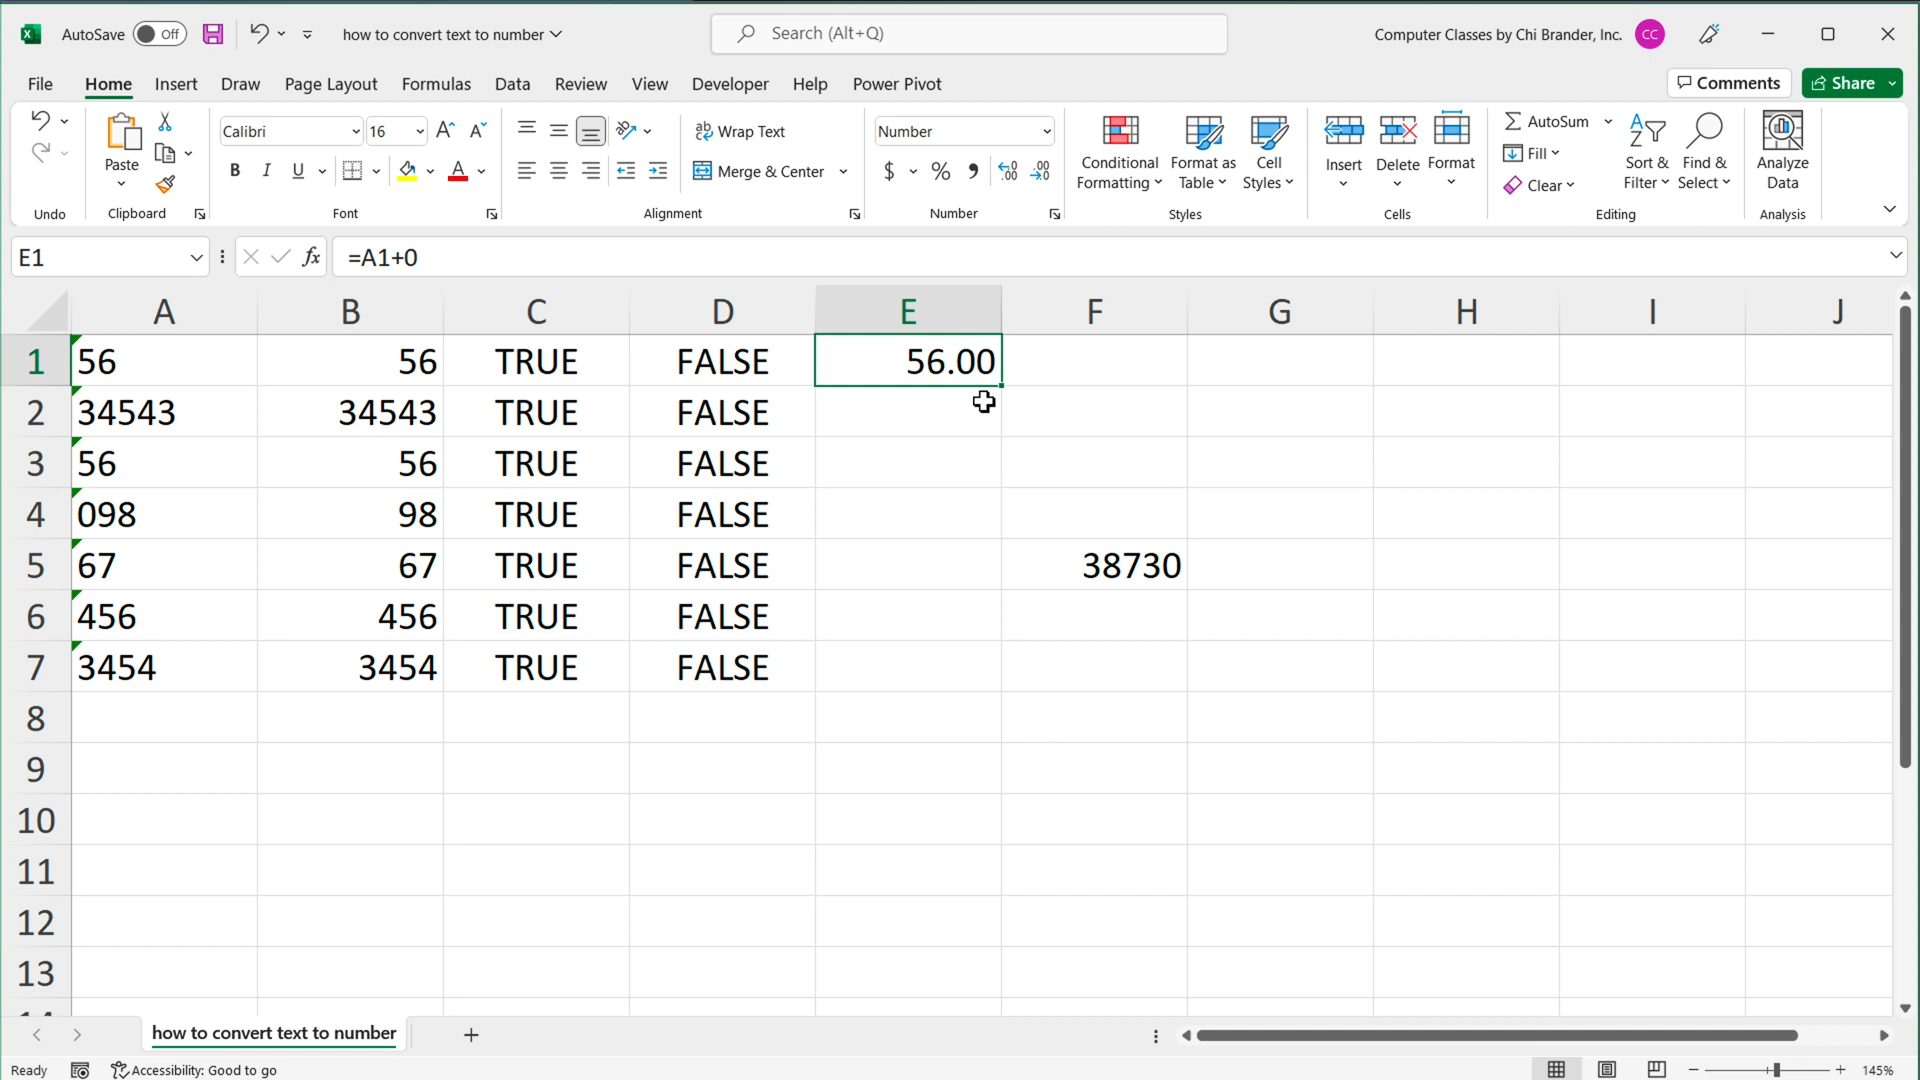 AutoSave Off how to convert text to number Search (Alt+Q) Computer Classes by Chi Brander, Inc. CC
File Home Insert Draw Page Layout Formulas Data Review View Developer Help Power Pivot Comments Share
Paste Calibri 16 Wrap Text Number Conditional Formatting Format as Table Cell Styles Insert Delete Format AutoSum Fill Clear Sort & Filter Find & Select Analyze Data
B I U Merge & Center $ % ,
Undo Clipboard Font Alignment Number Styles Cells Editing Analysis
E1 fx =A1+0
A B C D E F G H I J
1 56 56 TRUE FALSE 56.00
2 34543 34543 TRUE FALSE
3 56 56 TRUE FALSE
4 098 98 TRUE FALSE
5 67 67 TRUE FALSE 38730
6 456 456 TRUE FALSE
7 3454 3454 TRUE FALSE
8
9
10
11
12
13
how to convert text to number
Ready Accessibility: Good to go 145%